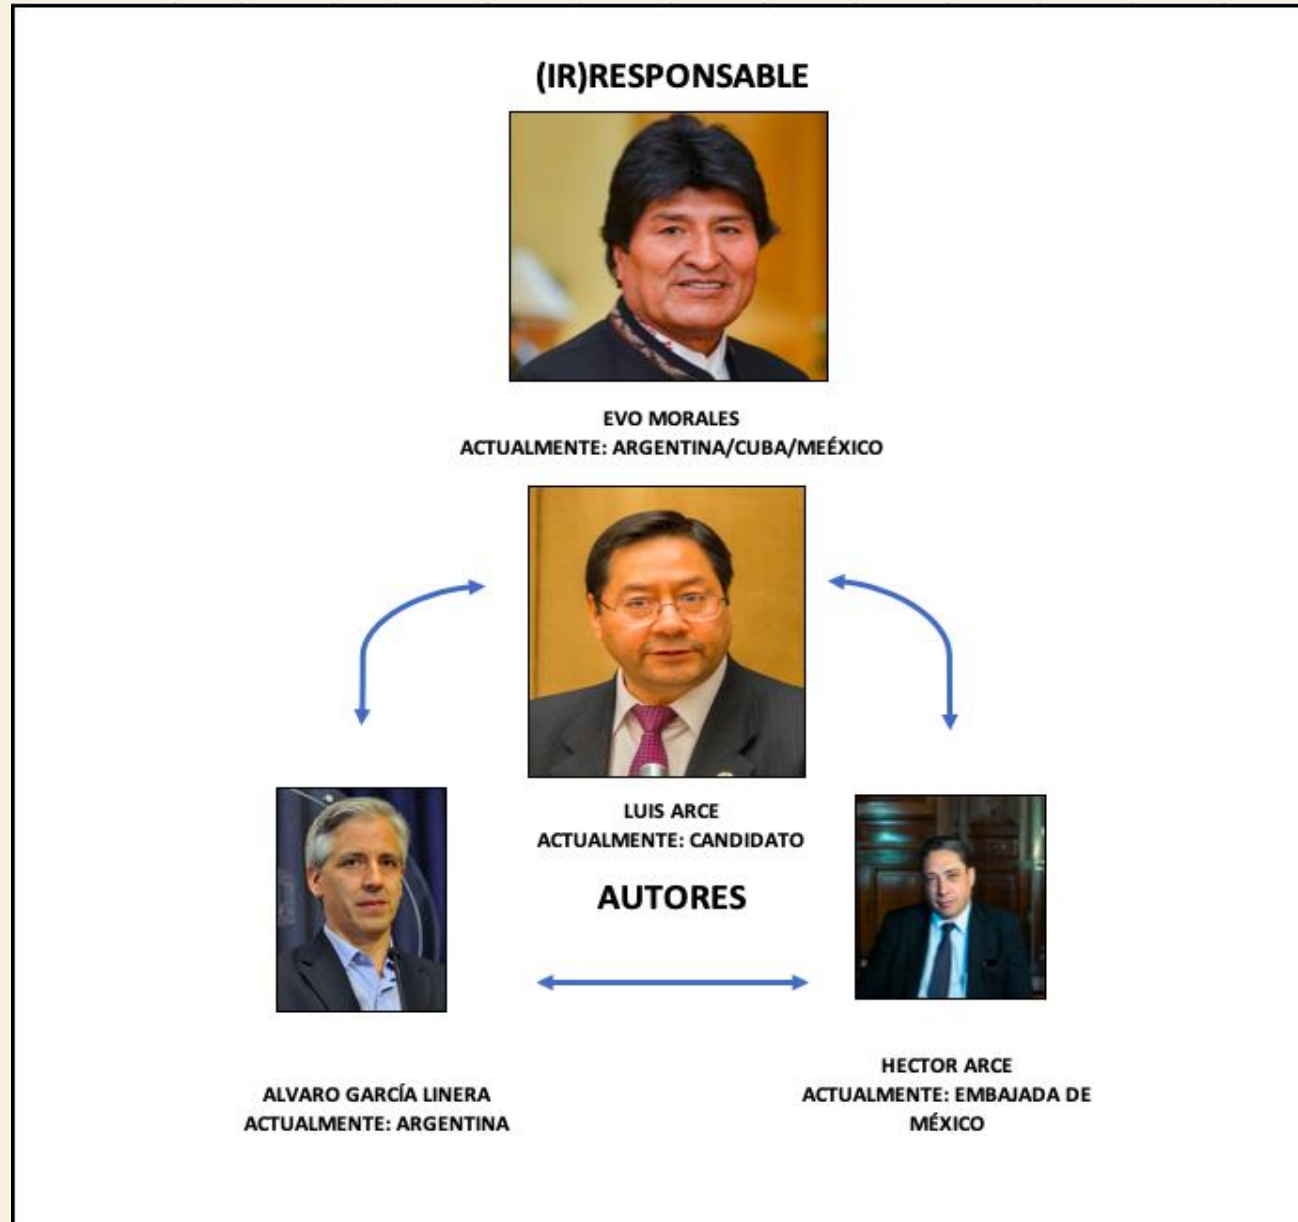 (IR)RESPONSABLE
EVO MORALES
ACTUALMENTE: ARGENTINA/CUBA/MEÉXICO
LUIS ARCE
ACTUALMENTE: CANDIDATO
AUTORES
ALVARO GARCÍA LINERA
ACTUALMENTE: ARGENTINA
HECTOR ARCE
ACTUALMENTE: EMBAJADA DE
MÉXICO